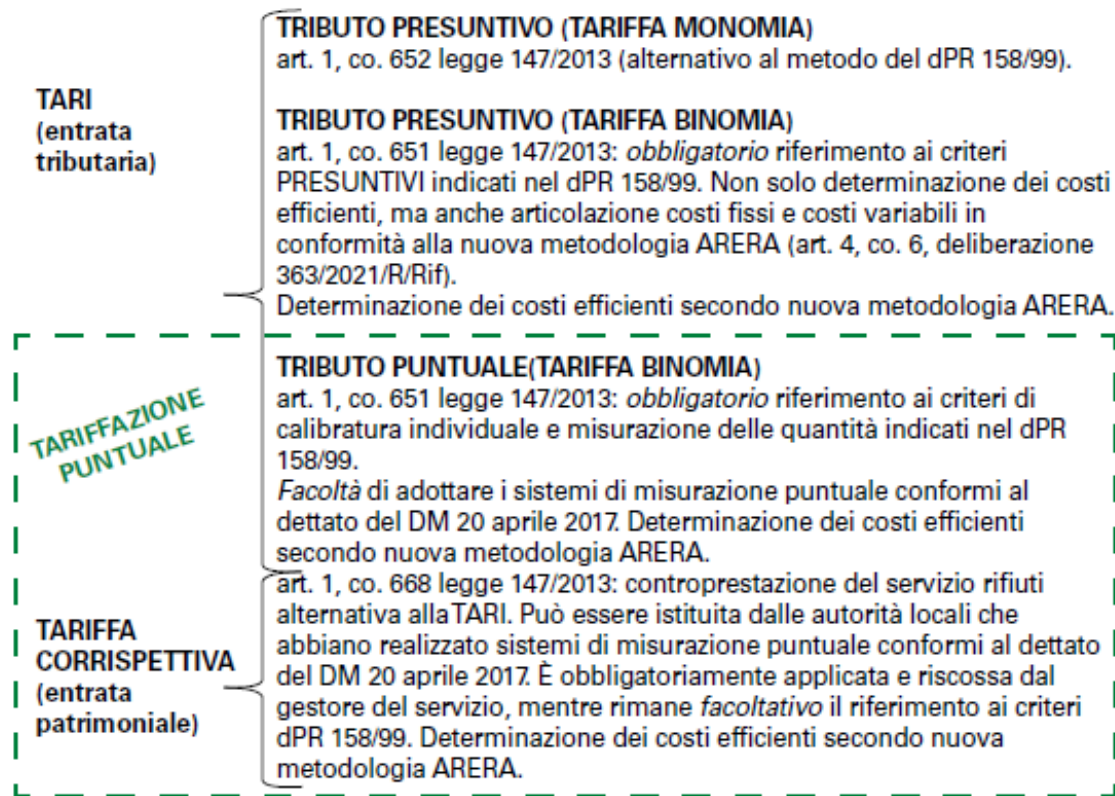 TRIBUTO PRESUNTIVO (TARIFFA MONOMIA)
art. 1, co. 652 legge 147/2013 (alternativo al metodo del dPR 158/99).
TARI
(entrata
tributaria)
TRIBUTO PRESUNTIVO (TARIFFA BINOMIA)
art. 1, co. 651 legge 147/2013: obbligatorio riferimento ai criteri
PRESUNTIVI indicati nel dPR 158/99. Non solo determinazione dei costi
efficienti, ma anche articolazione costi fissi e costi variabili in
conformità alla nuova metodologia ARERA (art. 4, co. 6, deliberazione
363/2021/R/Rif).
Determinazione dei costi efficienti secondo nuova metodologia ARERA.
TARIFFAZIONE
PUNTUALE
TRIBUTO PUNTUALE(TARIFFA BINOMIA)
art. 1, co. 651 legge 147/2013: obbligatorio riferimento ai criteri di
calibratura individuale e misurazione delle quantità indicati nel dPR
158/99.
Facoltà di adottare i sistemi di misurazione puntuale conformi al
dettato del DM 20 aprile 2017. Determinazione dei costi efficienti
secondo nuova metodologia ARERA.
TARIFFA
CORRISPETTIVA
(entrata
patrimoniale)
art. 1, co. 668 legge 147/2013: controprestazione del servizio rifiuti
alternativa alla TARI. Può essere istituita dalle autorità locali che
abbiano realizzato sistemi di misurazione puntuale conformi al dettato
del DM 20 aprile 2017. È obbligatoriamente applicata e riscossa dal
gestore del servizio, mentre rimane facoltativo il riferimento ai criteri
dPR 158/99. Determinazione dei costi efficienti secondo nuova
metodologia ARERA.